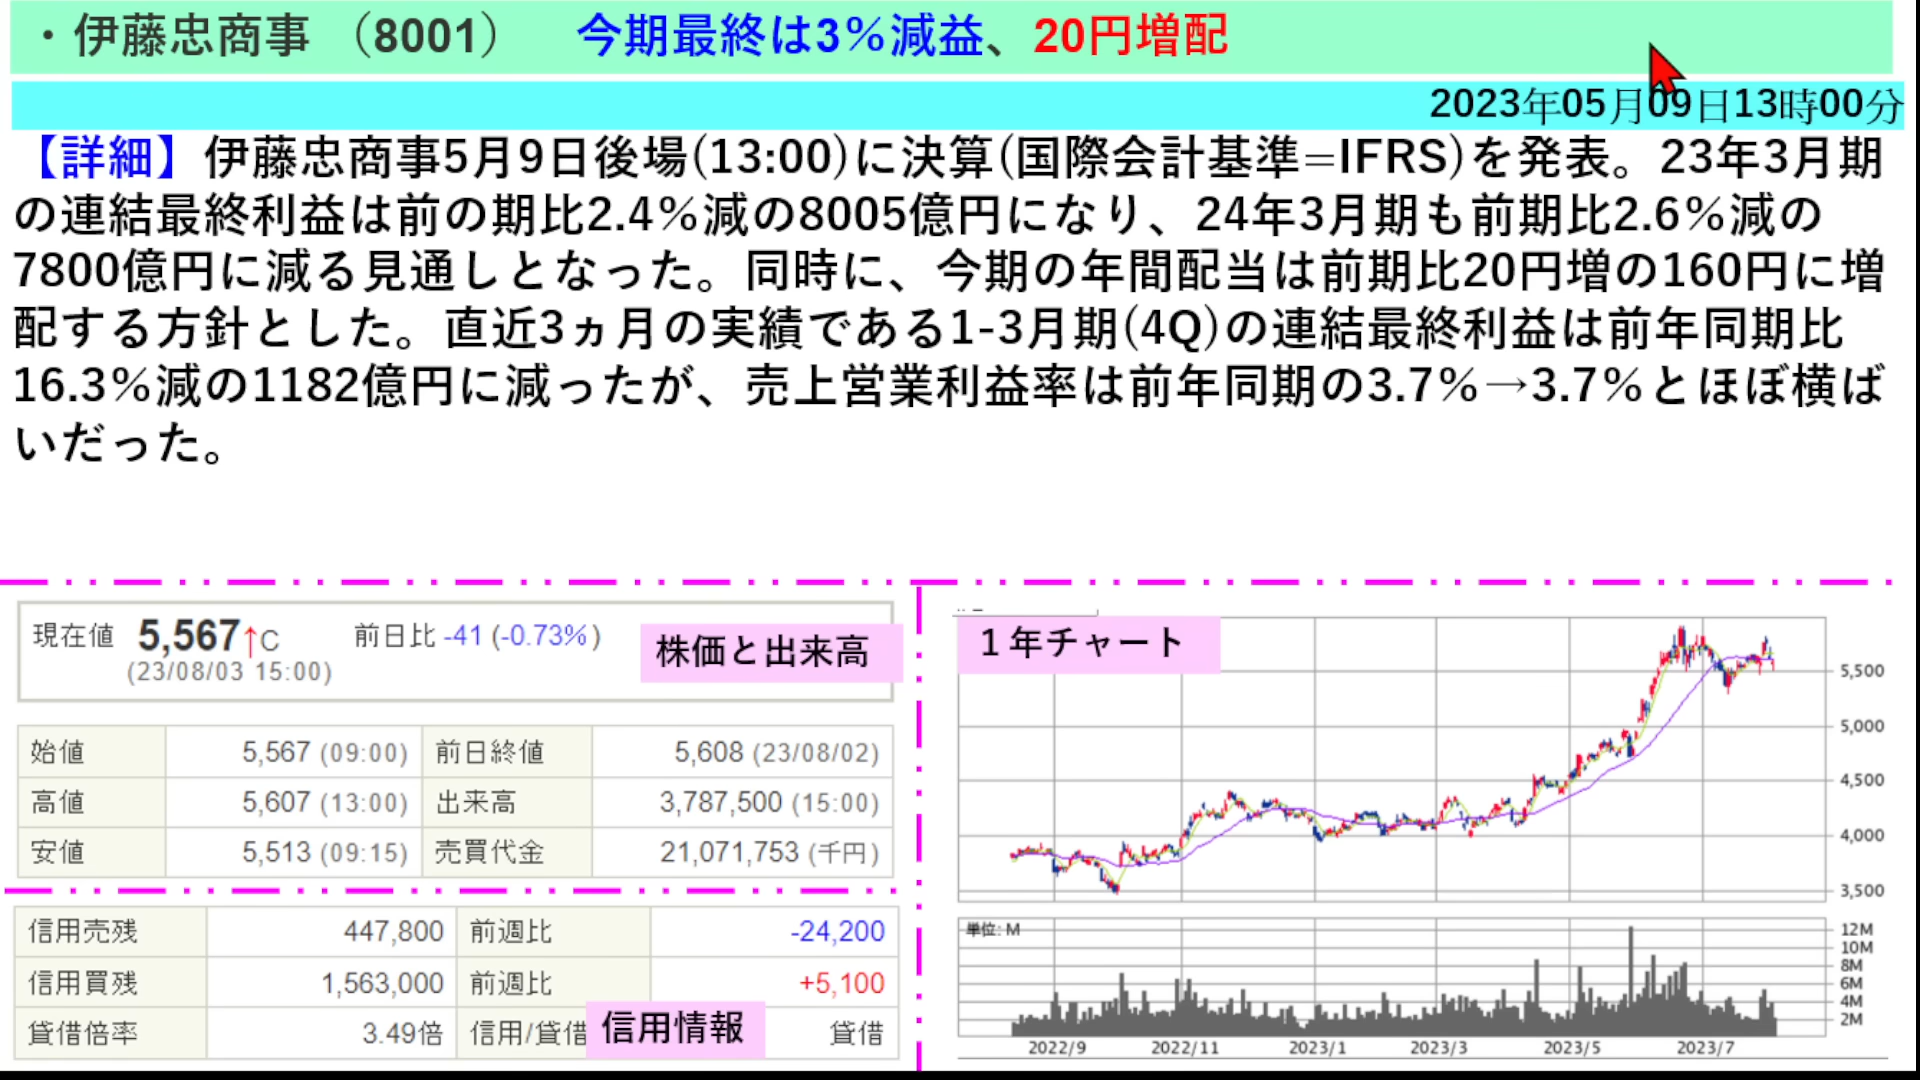 ・伊藤忠商事 （8001） 今期最終は3％減益、20円増配
2023年05月09日13時00分
【詳細】伊藤忠商事5月9日後場(13:00)に決算(国際会計基準=IFRS)を発表。23年3月期
の連結最終利益は前の期比2.4％減の8005億円になり、24年3月期も前期比2.6％減の
7800億円に減る見通しとなった。同時に、今期の年間配当は前期比20円増の160円に増
配する方針とした。直近3ヵ月の実績である1-3月期(4Q)の連結最終利益は前年同期比
16.3％減の1182億円に減ったが、売上営業利益率は前年同期の3.7％→3.7％とほぼ横ば
いだった。
現在値 5,567↑C 前日比 -41 (-0.73%)
(23/08/03 15:00)
株価と出来高
始値 5,567 (09:00) 前日終値 5,608 (23/08/02)
高値 5,607 (13:00) 出来高 3,787,500 (15:00)
安値 5,513 (09:15) 売買代金 21,071,753 (千円)
信用売残 447,800 前週比 -24,200
信用買残 1,563,000 前週比 +5,100
貸借倍率 3.49倍 信用/貸借 貸借
信用情報
１年チャート
5,500
5,000
4,500
4,000
3,500
単位: M
12M
10M
8M
6M
4M
2M
2022/9 2022/11 2023/1 2023/3 2023/5 2023/7